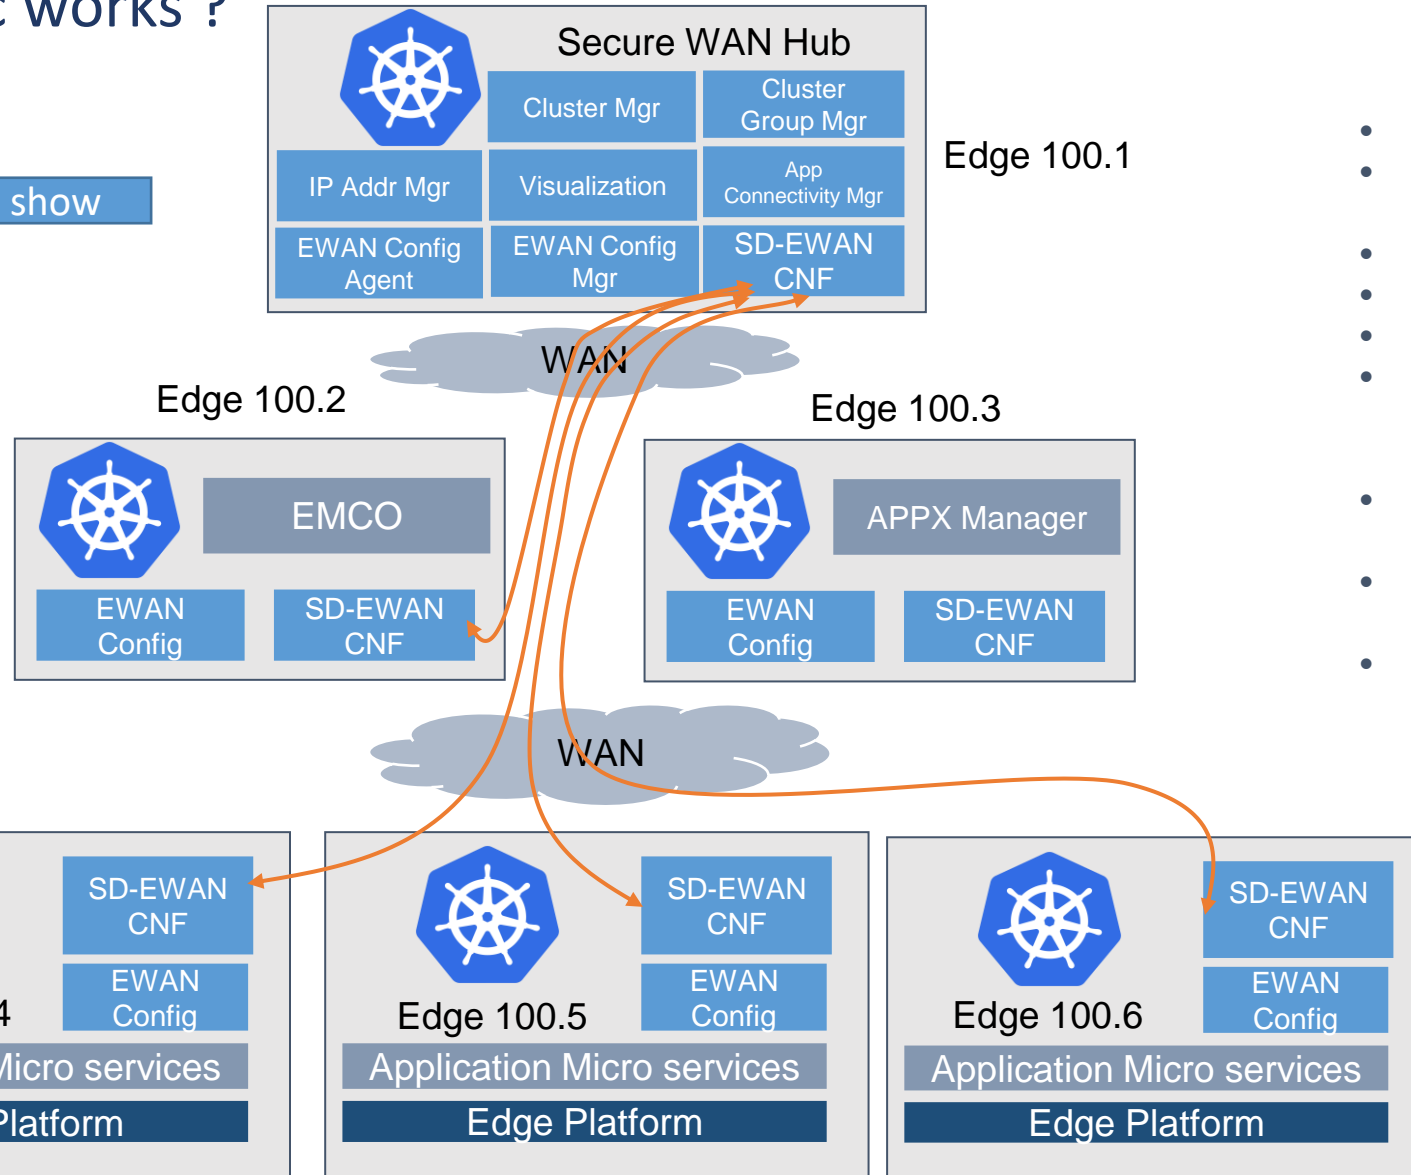 works ?
show
Secure WAN Hub
Cluster Mgr
Cluster
Group Mgr
IP Addr Mgr
Visualization
App
Connectivity Mgr
EWAN Config
Agent
EWAN Config
Mgr
SD-EWAN
CNF
Edge 100.1
WAN
Edge 100.2
Edge 100.3
EMCO
EWAN
Config
SD-EWAN
CNF
APPX Manager
EWAN
Config
SD-EWAN
CNF
WAN
SD-EWAN
CNF
EWAN
Config
4
Micro services
Platform
SD-EWAN
CNF
Edge 100.5
EWAN
Config
Application Micro services
Edge Platform
SD-EWAN
CNF
Edge 100.6
EWAN
Config
Application Micro services
Edge Platform